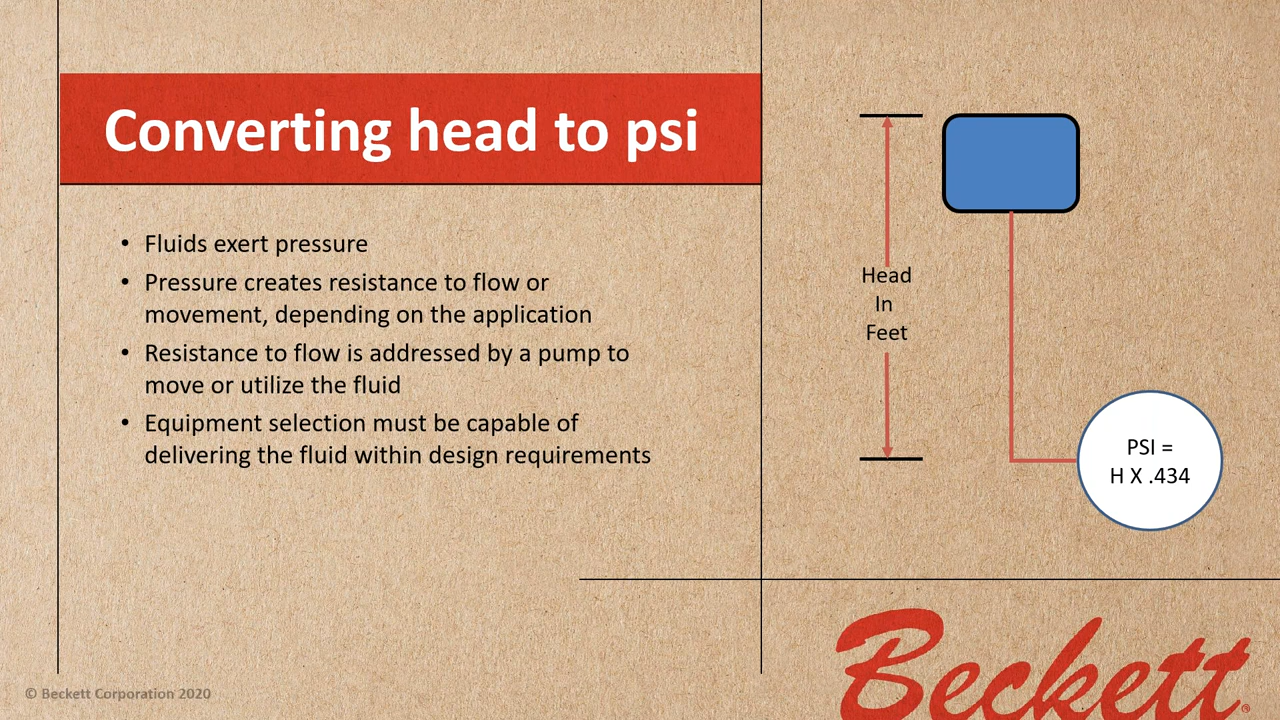 Converting head to psi
• Fluids exert pressure
• Pressure creates resistance to flow or
movement, depending on the application
• Resistance to flow is addressed by a pump to
move or utilize the fluid
• Equipment selection must be capable of
delivering the fluid within design requirements
Head
In
Feet
PSI =
H X .434
© Beckett Corporation 2020
Beckett®